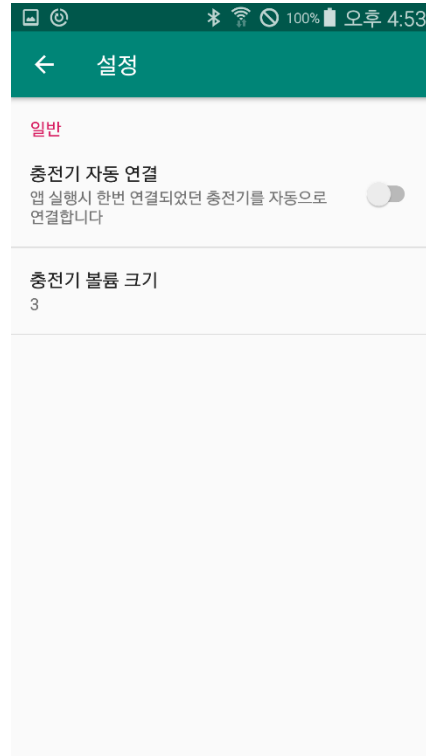 100% 오후 4:53
설정
일반
충전기 자동 연결
앱 실행시 한번 연결되었던 충전기를 자동으로
연결합니다
충전기 볼륨 크기
3